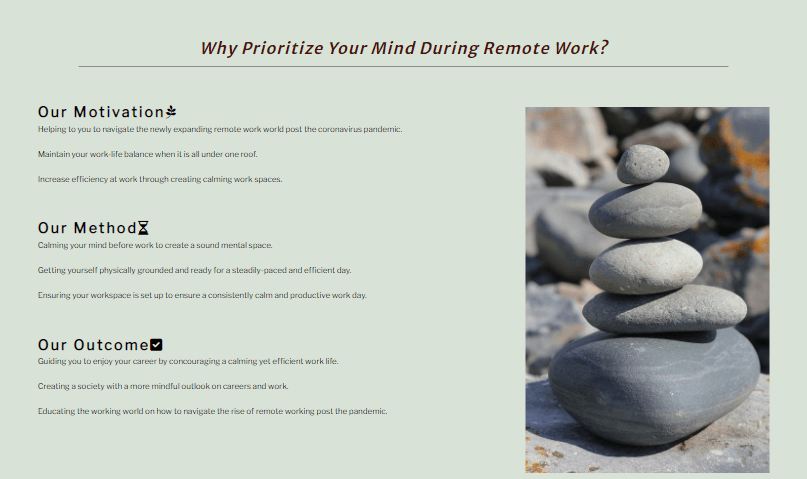 Why Prioritize Your Mind During Remote Work?
Our Motivation
Helping to you to navigate the newly expanding remote work world post the coronavirus pandemic.
Maintain your work-life balance when it is all under one roof.
Increase efficiency at work through creating calming work spaces.
Our Method
Calming your mind before work to create a sound mental space.
Getting yourself physically grounded and ready for a steadily-paced and efficient day.
Ensuring your workspace is set up to ensure a consistently calm and productive work day.
Our Outcome
Guiding you to enjoy your career by concouraging a calming yet efficient work life.
Creating a society with a more mindful outlook on careers and work.
Educating the working world on how to navigate the rise of remote working post the pandemic.